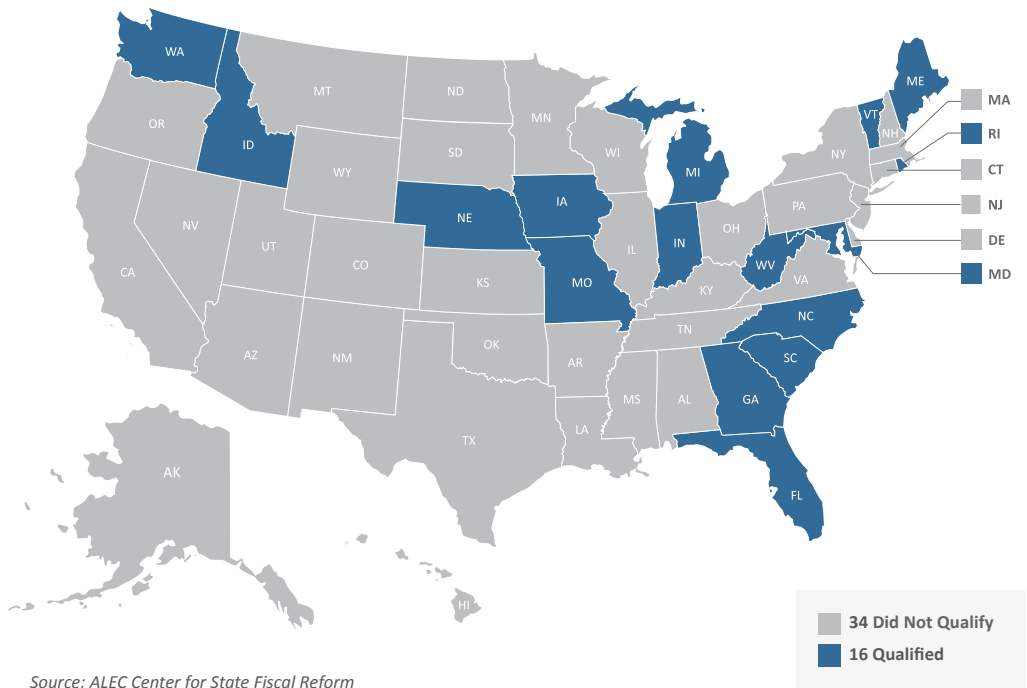 WA
ME
MT
ND
MA
VT
MN
OR
NH
RI
ID
SD
WI
NY
CT
WY
MI
IA
PA
NJ
NE
NV
OH
DE
UT
IN
IL
CO
WV
MD
CA
KS
MO
VA
KY
NC
TN
OK
AZ
NM
AR
SC
MS
AL
GA
LA
TX
AK
FL
HI
34 Did Not Qualify
16 Qualified
Source: ALEC Center for State Fiscal Reform